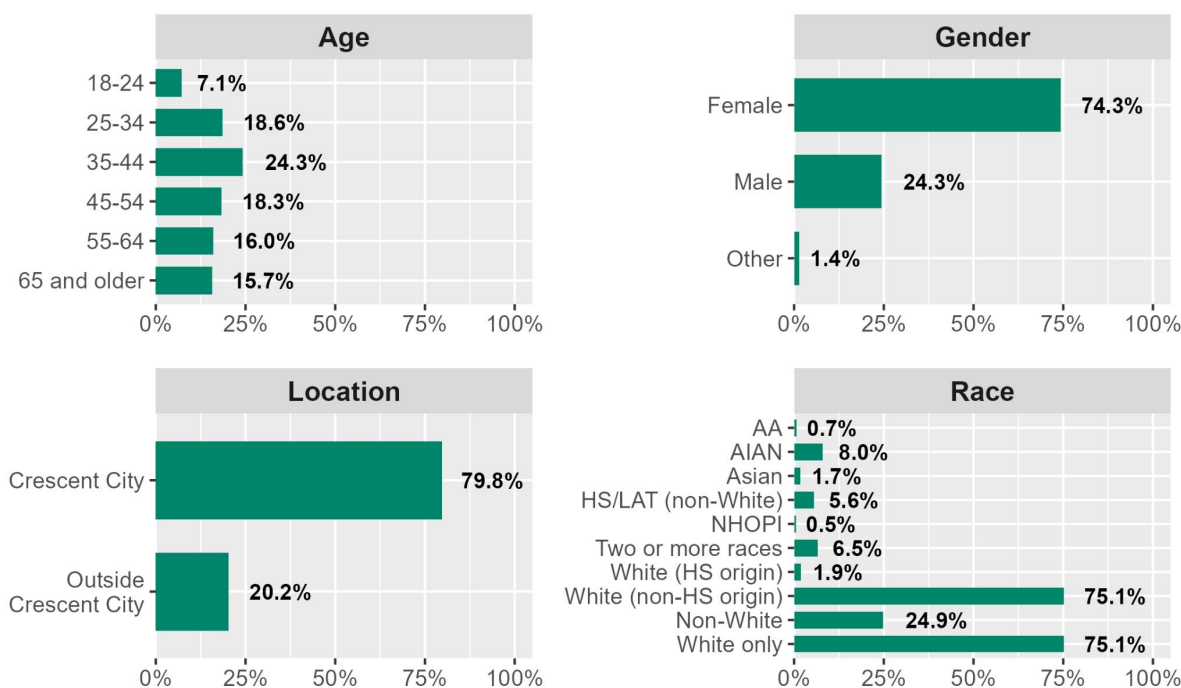 Age
18-24 7.1%
25-34 18.6%
35-44 24.3%
45-54 18.3%
55-64 16.0%
65 and older 15.7%
0% 25% 50% 75% 100%
Gender
Female 74.3%
Male 24.3%
Other 1.4%
0% 25% 50% 75% 100%
Location
Crescent City 79.8%
Outside
Crescent City 20.2%
0% 25% 50% 75% 100%
Race
AA 0.7%
AIAN 8.0%
Asian 1.7%
HS/LAT (non-White) 5.6%
NHOPI 0.5%
Two or more races 6.5%
White (HS origin) 1.9%
White (non-HS origin) 75.1%
Non-White 24.9%
White only 75.1%
0% 25% 50% 75% 100%